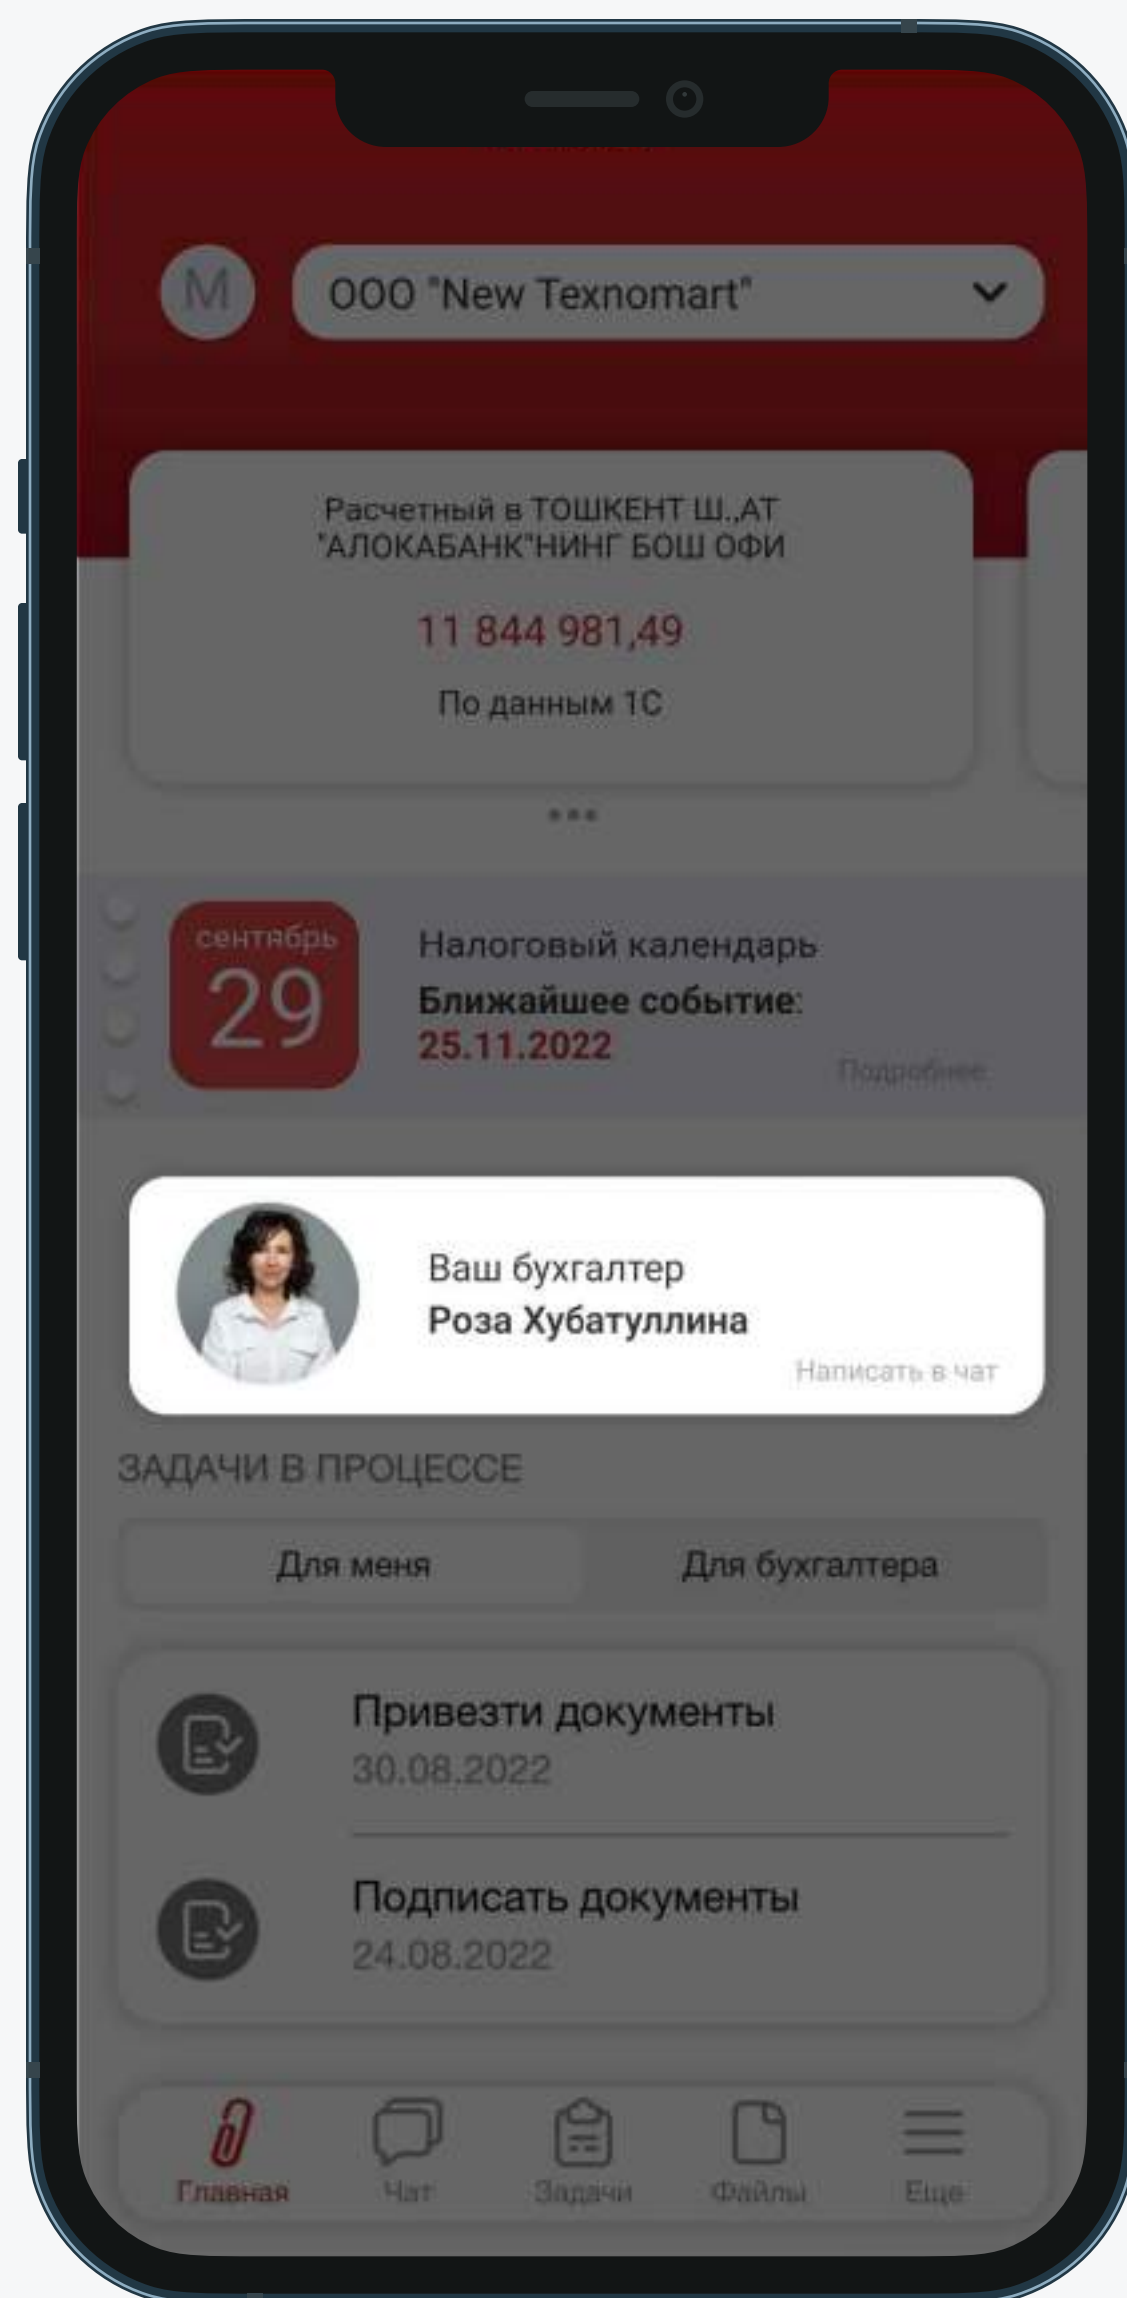 М
ООО "New Texnomart"
Расчетный в ТОШКЕНТ Ш.,АТ
"АЛОКАБАНК"НИНГ БОШ ОФИ
11 844 981,49
По данным 1С
сентябрь
29
Налоговый календарь
Ближайшее событие:
25.11.2022
Подробнее
Ваш бухгалтер
Роза Хубатуллина
Написать в чат
ЗАДАЧИ В ПРОЦЕССЕ
Для меня
Для бухгалтера
Привезти документы
30.08.2022
Подписать документы
24.08.2022
Главная
Чат
Задачи
Файлы
Еще